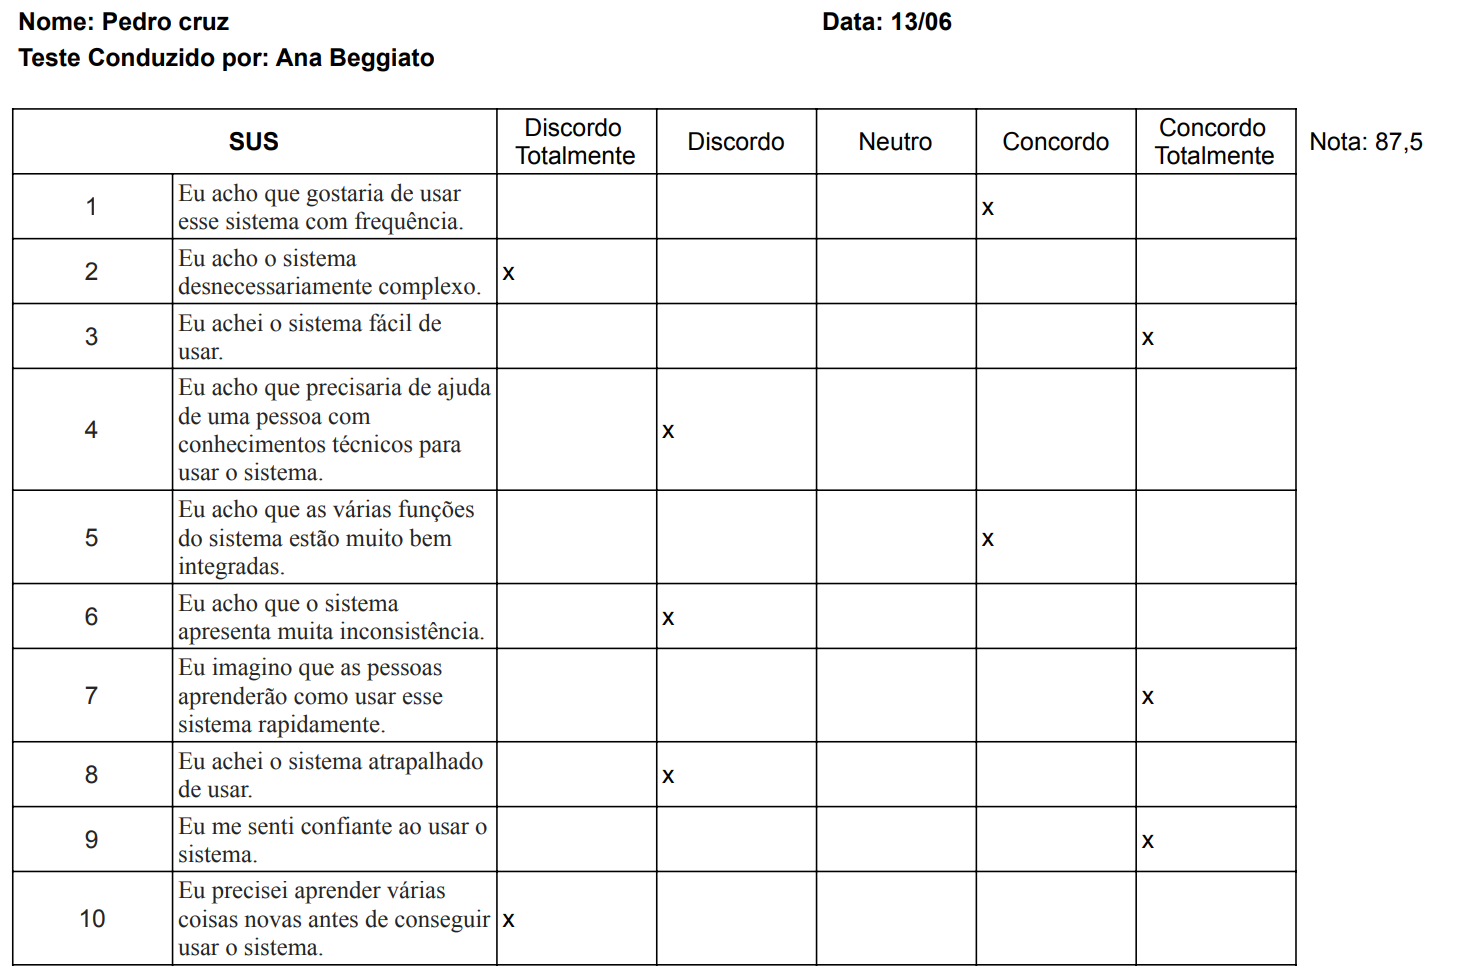 Nome: Pedro cruz Data: 13/06
Teste Conduzido por: Ana Beggiato
SUS Discordo Totalmente Discordo Neutro Concordo Concordo Totalmente Nota: 87,5
1 Eu acho que gostaria de usar
esse sistema com frequência. x
2 Eu acho o sistema
desnecessariamente complexo. x
3 Eu achei o sistema fácil de
usar. x
4 Eu acho que precisaria de ajuda
de uma pessoa com
conhecimentos técnicos para
usar o sistema. x
5 Eu acho que as várias funções
do sistema estão muito bem
integradas. x
6 Eu acho que o sistema
apresenta muita inconsistência. x
7 Eu imagino que as pessoas
aprenderão como usar esse
sistema rapidamente. x
8 Eu achei o sistema atrapalhado
de usar. x
9 Eu me senti confiante ao usar o
sistema. x
10 Eu precisei aprender várias
coisas novas antes de conseguir
usar o sistema. x